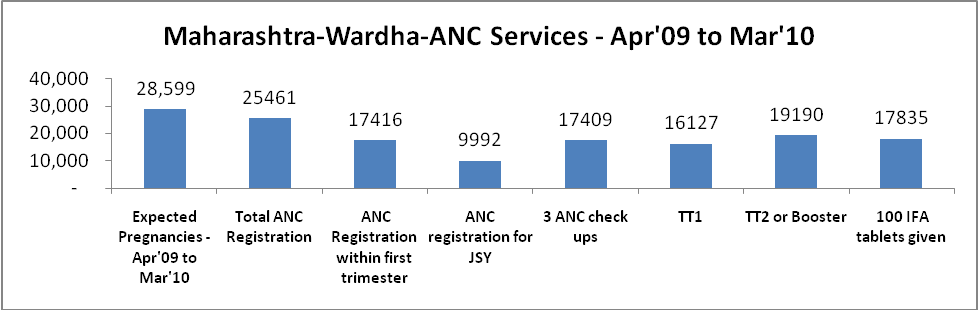 Maharashtra-Wardha-ANC Services - Apr'09 to Mar'10
40,000
30,000
20,000
10,000
-
28,599
25461
17416
9992
17409
16127
19190
17835
Expected
Pregnancies -
Apr'09 to
Mar'10
Total ANC
Registration
ANC
Registration
within first
trimester
ANC
registration for
JSY
3 ANC check
ups
TT1
TT2 or Booster
100 IFA
tablets given